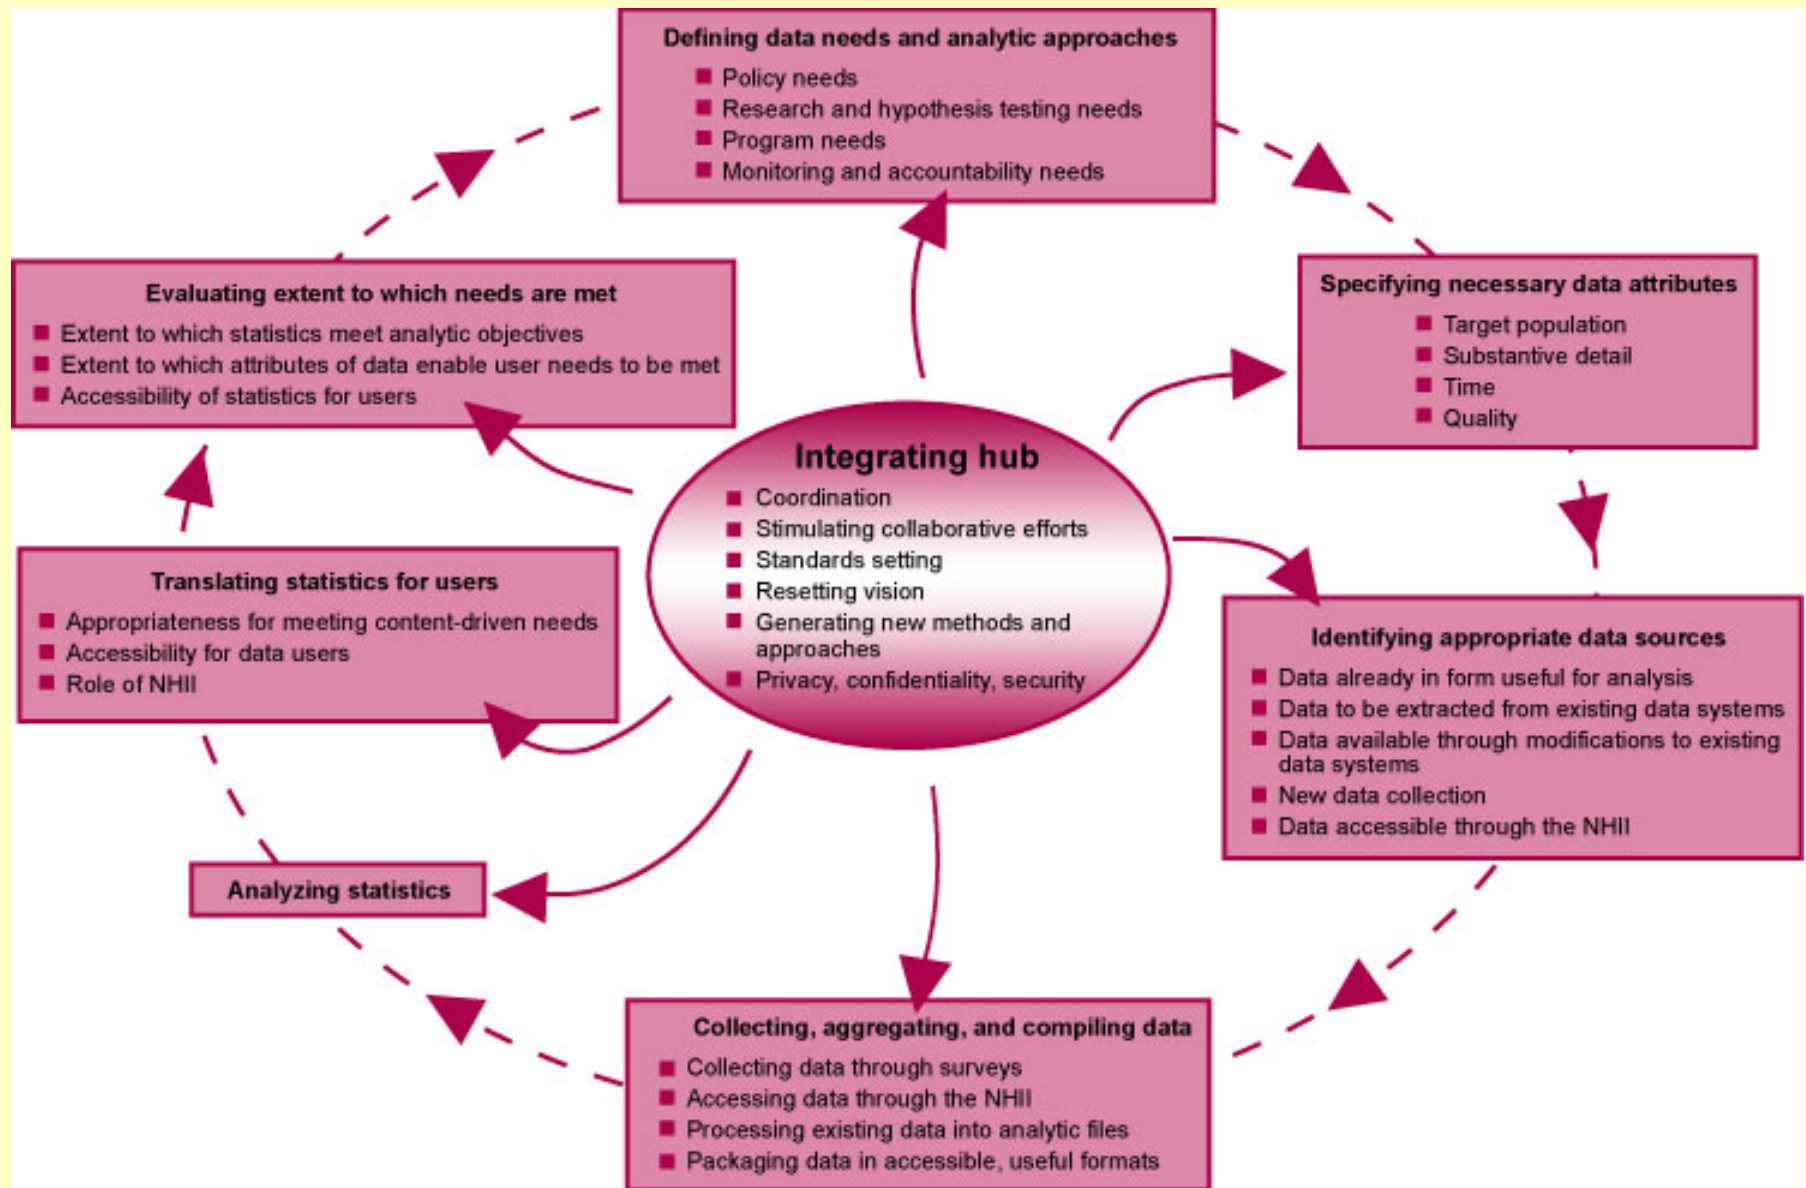 Defining data needs and analytic approaches
Policy needs
Research and hypothesis testing needs
Program needs
Monitoring and accountability needs
Specifying necessary data attributes
Target population
Substantive detail
Time
Quality
Identifying appropriate data sources
Data already in form useful for analysis
Data to be extracted from existing data systems
Data available through modifications to existing
data systems
New data collection
Data accessible through the NHII
Collecting, aggregating, and compiling data
Collecting data through surveys
Accessing data through the NHII
Processing existing data into analytic files
Packaging data in accessible, useful formats
Analyzing statistics
Translating statistics for users
Appropriateness for meeting content-driven needs
Accessibility for data users
Role of NHII
Evaluating extent to which needs are met
Extent to which statistics meet analytic objectives
Extent to which attributes of data enable user needs to be met
Accessibility of statistics for users
Integrating hub
Coordination
Stimulating collaborative efforts
Standards setting
Resetting vision
Generating new methods and
approaches
Privacy, confidentiality, security